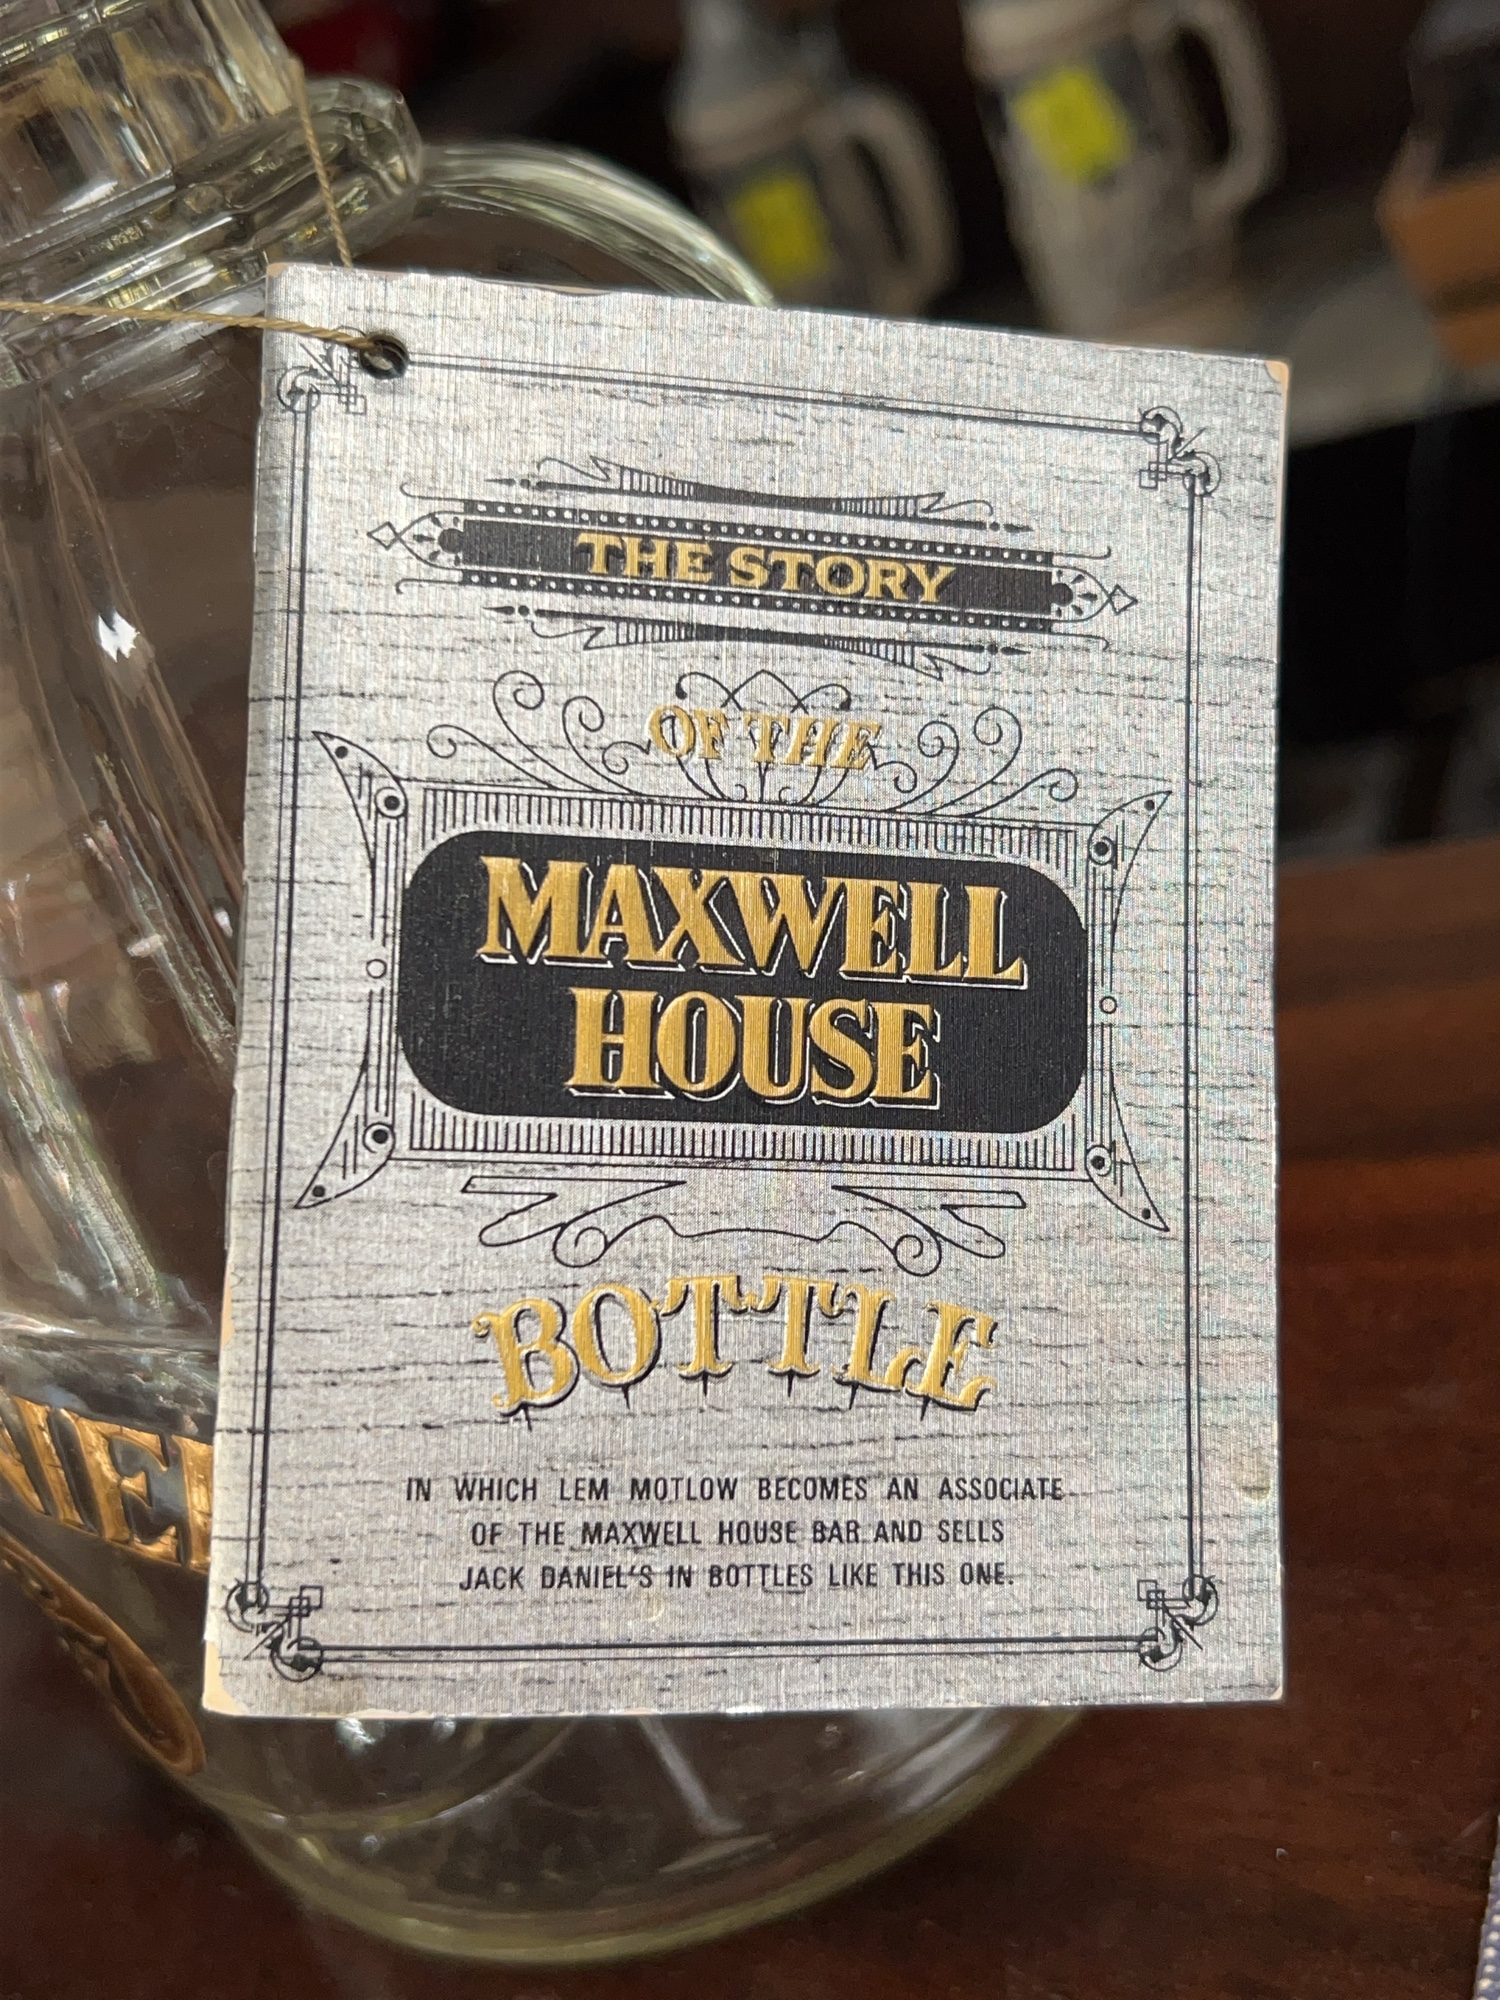 THE STORY
OF THE
MAXWELL
HOUSE
BOTTLE
IN WHICH LEM MOTLOW BECOMES AN ASSOCIATE
OF THE MAXWELL HOUSE BAR AND SELLS
JACK DANIEL'S IN BOTTLES LIKE THIS ONE.